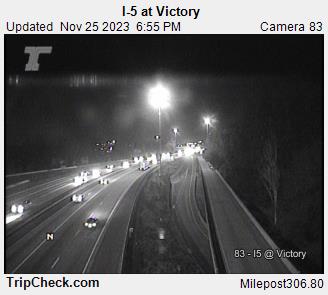 I-5 at Victory
Updated Nov 25 2023 6:55 PM Camera 83
T
N
83 - I5 @ Victory
TripCheck.com Milepost306.80